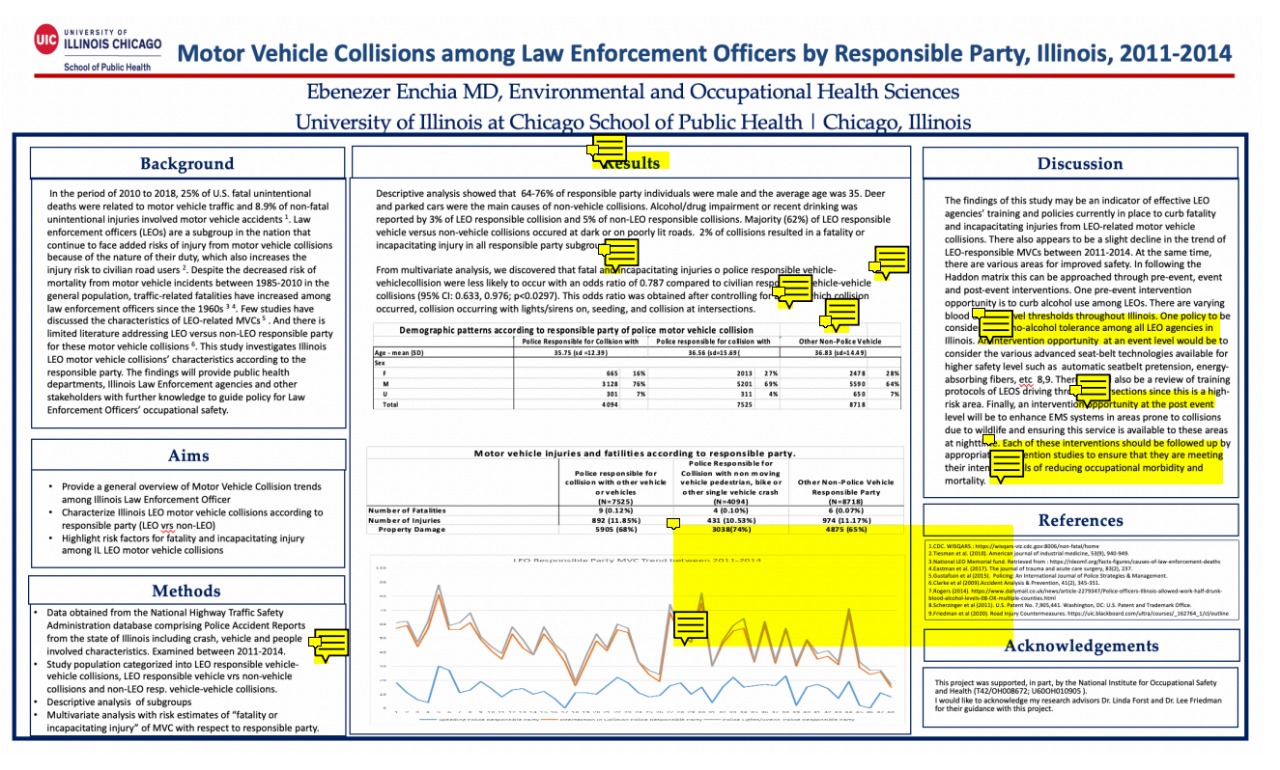 UIC
UNIVERSITY OF
ILLINOIS CHICAGO
School of Public Health
Motor Vehicle Collisions among Law Enforcement Officers by Responsible Party, Illinois, 2011-2014
Ebenezer Enchia MD, Environmental and Occupational Health Sciences
University of Illinois at Chicago School of Public Health | Chicago, Illinois
Background
In the period of 2010 to 2018, 25% of U.S. fatal unintentional
deaths were related to motor vehicle traffic and 8.9% of non-fatal
unintentional injuries involved motor vehicle accidents 1. Law
enforcement officers (LEOs) are a subgroup in the nation that
continue to face added risks of injury from motor vehicle collisions
because of the nature of their duty, which also increases the
injury risk to civilian road users 2. Despite the decreased risk of
mortality from motor vehicle incidents between 1985-2010 in the
general population, traffic-related fatalities have increased among
law enforcement officers since the 1960s 3 4. Few studies have
discussed the characteristics of LEO-related MVCs 5. And there is
limited literature addressing LEO versus non-LEO responsible party
for these motor vehicle collisions 6. This study investigates Illinois
LEO motor vehicle collisions' characteristics according to the
responsible party. The findings will provide public health
departments, Illinois Law Enforcement agencies and other
stakeholders with further knowledge to guide policy for Law
Enforcement Officers' occupational safety.
Aims
• Provide a general overview of Motor Vehicle Collision trends
among Illinois Law Enforcement Officer
• Characterize Illinois LEO motor vehicle collisions according to
responsible party (LEO vrs non-LEO)
• Highlight risk factors for fatality and incapacitating injury
among IL LEO motor vehicle collisions
Methods
• Data obtained from the National Highway Traffic Safety
Administration database comprising Police Accident Reports
from the state of Illinois including crash, vehicle and people
involved characteristics. Examined between 2011-2014.
• Study population categorized into LEO responsible vehicle-
vehicle collisions, LEO responsible vehicle vrs non-vehicle
collisions and non-LEO resp. vehicle-vehicle collisions.
• Descriptive analysis of subgroups
• Multivariate analysis with risk estimates of "fatality or
incapacitating injury" of MVC with respect to responsible party.
Results
Descriptive analysis showed that 64-76% of responsible party individuals were male and the average age was 35. Deer
and parked cars were the main causes of non-vehicle collisions. Alcohol/drug impairment or recent drinking was
reported by 3% of LEO responsible collision and 5% of non-LEO responsible collisions. Majority (62%) of LEO responsible
vehicle versus non-vehicle collisions occured at dark or on poorly lit roads. 2% of collisions resulted in a fatality or
incapacitating injury in all responsible party
From multivariate analysis, we discovered that fatal and incapacitating injuries o police responsible vehicle-
vehiclecollision were less likely to occur with an odds ratio of 0.787 compared to civilian vehicle-vehicle
collisions (95% CI: 0.633, 0.976; p<0.0297). This odds ratio was obtained after controlling for which collision
occured, collision occurring with lights/sirens on, seeding, and collision at intersections.
Demographic patterns according to responsible party of police motor vehicle collision
Police Responsible For Collision with Police responsible for collision with Other Non-Police Vehicle
Age - mean (SD) 35.75 (sd =12.39) 36.56 (sd=15.69( 36.83 (sd=14.49)
Sex
F 665 16% 2013 27% 2478 28%
M 3128 76% 5201 69% 5590 64%
U 301 7% 311 4% 650 7%
Total 4094 7525 8718
Motor vehicle injuries and fatilities according to responsible party.
Police responsible for collision with other vehicle or vehicles (N=7525)
Police Responsible for Collision with non moving vehicle pedestrian, bike or other single vehicle crash (N=4094)
Other Non-Police Vehicle Responsible Party (N=8718)
Number of Fatalities 9 (0.12%) 4 (0.10%) 6 (0.07%)
Number of Injuries 892 (11.85%) 431 (10.53%) 974 (11.17%)
Property Damage 5905 (68%) 3038(74%) 4875 (65%)
LEO Responsible Party MVC Trend between 2011-2014
Discussion
The findings of this study may be an indicator of effective LEO
agencies' training and policies currently in place to curb fatality
and incapacitating injuries from LEO-related motor vehicle
collisions. There also appears to be a slight decline in the trend of
LEO-responsible MVCs between 2011-2014. At the same time,
there are various areas for improved safety. In following the
Haddon matrix this can be approached through pre-event, event
and post-event interventions. One pre-event intervention
opportunity is to curb alcohol use among LEOs. There are varying
blood thresholds throughout Illinois. One policy to be
no-alcohol tolerance among all LEO agencies in
Illinois. An intervention opportunity at an event level would be to
consider the various advanced seat-belt technologies available for
higher safety level such as automatic seatbelt pretension, energy-
absorbing fibers, etc 8,9. also be a review of training
protocols of LEOS driving since this is a high-
risk area. Finally, an intervention opportunity at the post event
level will be to enhance EMS systems in areas prone to collisions
due to wildlife and ensuring this service is available to these areas
at nighttime. Each of these interventions should be followed up by
studies to ensure that they are meeting
their of reducing occupational morbidity and
mortality.
References
1.CDC. WISQARS.: https://wisqars-viz.cdc.gov:8006/non-fatal/home
2.Tiesman et al. (2010). American journal of industrial medicine, 53(9), 940-949.
3.National LEO Memorial fund. Retrieved from : https://nleomf.org/facts-figures/causes-of-law-enforcement-deaths
4.Eastman et al. (2017). The journal of trauma and acute care surgery, 83(2), 237.
5.Gustafson et al (2015). Policing: An International Journal of Police Strategies & Management.
6.Clarke et al (2009).Accident Analysis & Prevention, 41(2), 345-351.
7.Rogers (2014). https://www.dailymail.co.uk/news/article-2279347/Police-officers-Illinois-allowed-work-half-drunk-
blood-alcohol-levels-08-OK-multiple-counties.html
8.Scherzinger et al (2011). U.S. Patent No. 7,905,441. Washington, DC: U.S. Patent and Trademark Office.
9.Friedman et al (2020). Road Injury Countermeasures. https://uic.blackboard.com/ultra/courses/_162764_1/cl/outline
Acknowledgements
This project was supported, in part, by the National Institute for Occupational Safety
and Health (T42/OH008672; U60OH010905 ).
I would like to acknowledge my research advisors Dr. Linda Forst and Dr. Lee Friedman
for their guidance with this project.